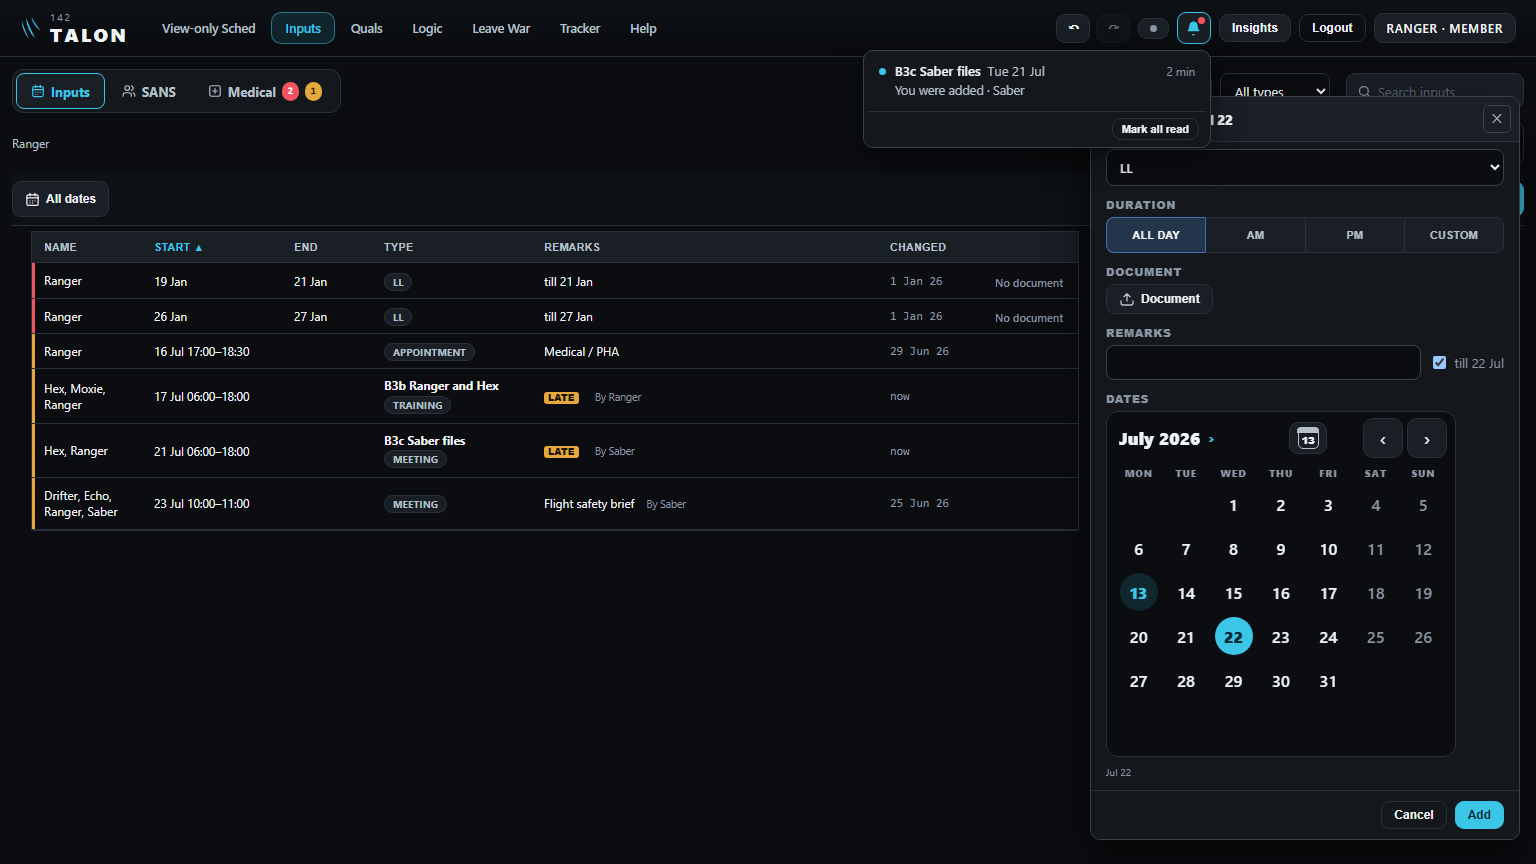 142
TALON
View-only Sched
Inputs
Quals
Logic
Leave War
Tracker
Help
Insights
Logout
RANGER · MEMBER
Inputs
SANS
Medical 2 1
B3c Saber files Tue 21 Jul 2 min
You were added · Saber
Mark all read
All types
Search inputs
22
Ranger
All dates
NAME START ▲ END TYPE REMARKS CHANGED
Ranger 19 Jan 21 Jan LL till 21 Jan 1 Jan 26 No document
Ranger 26 Jan 27 Jan LL till 27 Jan 1 Jan 26 No document
Ranger 16 Jul 17:00–18:30 APPOINTMENT Medical / PHA 29 Jun 26
Hex, Moxie,
Ranger
17 Jul 06:00–18:00
B3b Ranger and Hex
TRAINING
LATE By Ranger
now
Hex, Ranger
21 Jul 06:00–18:00
B3c Saber files
MEETING
LATE By Saber
now
Drifter, Echo,
Ranger, Saber
23 Jul 10:00–11:00
MEETING
Flight safety brief By Saber
25 Jun 26
LL
DURATION
ALL DAY AM PM CUSTOM
DOCUMENT
Document
REMARKS
till 22 Jul
DATES
July 2026 › 13 ‹ ›
MON TUE WED THU FRI SAT SUN
1 2 3 4 5
6 7 8 9 10 11 12
13 14 15 16 17 18 19
20 21 22 23 24 25 26
27 28 29 30 31
Jul 22
Cancel Add